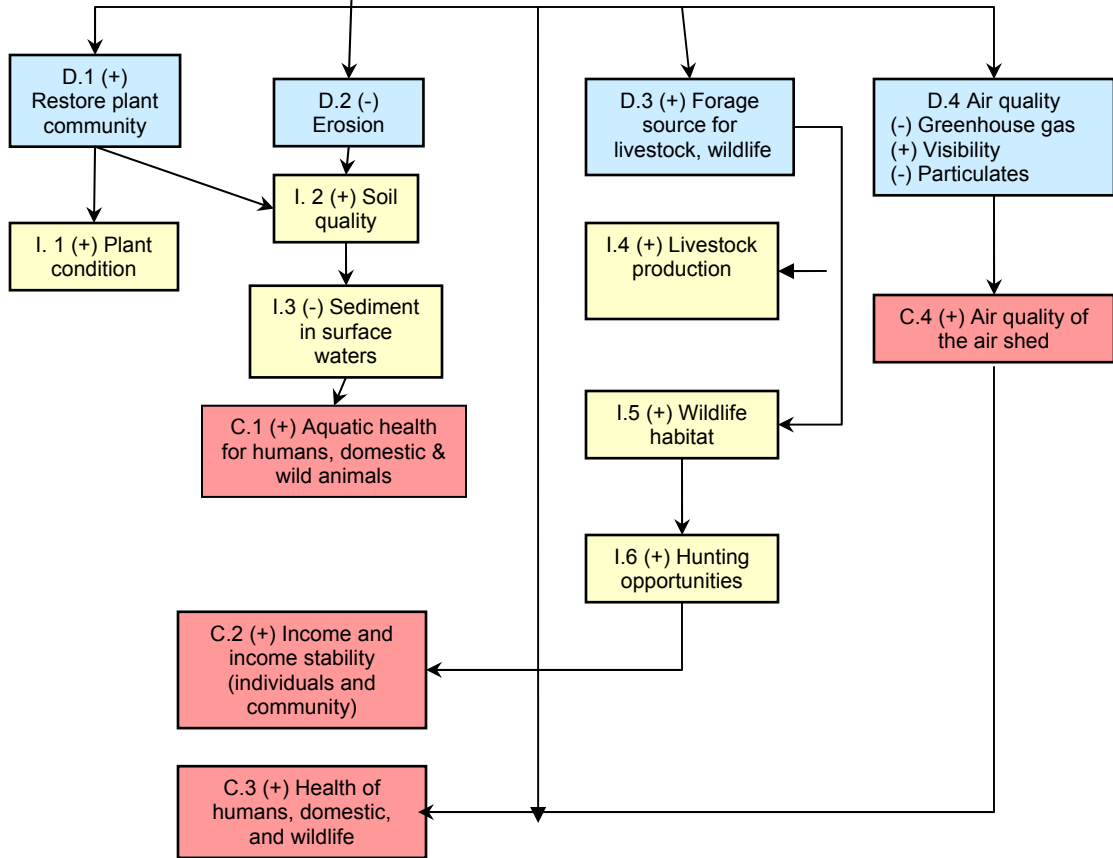 D.1 (+)
Restore plant
community
D.2 (-)
Erosion
D.3 (+) Forage
source for
livestock, wildlife
D.4 Air quality
(-) Greenhouse gas
(+) Visibility
(-) Particulates
I. 2 (+) Soil
quality
I. 1 (+) Plant
condition
I.4 (+) Livestock
production
I.3 (-) Sediment
in surface
waters
C.4 (+) Air quality of
the air shed
C.1 (+) Aquatic health
for humans, domestic &
wild animals
I.5 (+) Wildlife
habitat
I.6 (+) Hunting
opportunities
C.2 (+) Income and
income stability
(individuals and
community)
C.3 (+) Health of
humans, domestic,
and wildlife